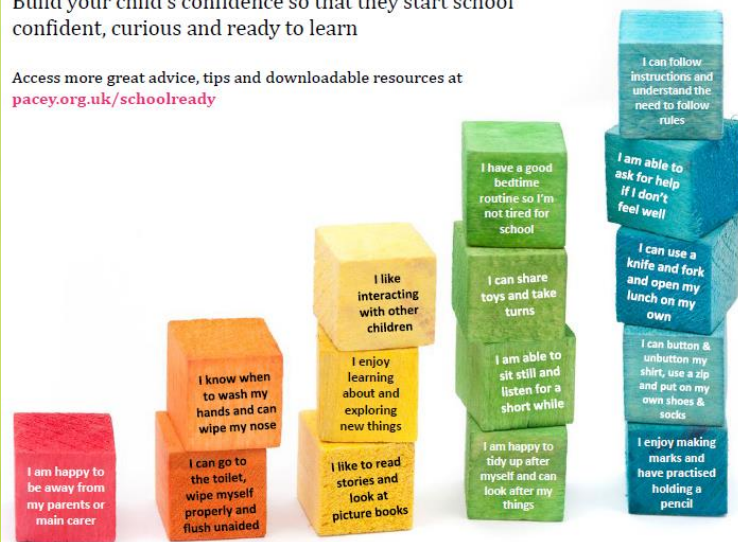 Build your child's confidence so that they start school
confident, curious and ready to learn
Access more great advice, tips and downloadable resources at
pacey.org.uk/schoolready
I am happy to
be away from
my parents or
main carer
I know when
to wash my
hands and can
wipe my nose
I can go to
the toilet,
wipe myself
properly and
flush unaided
I like
interacting
with other
children
I enjoy
learning
about and
exploring
new things
I like to read
stories and
look at
picture books
I have a good
bedtime
routine so I'm
not tired for
school
I can share
toys and take
turns
I am able to
sit still and
listen for a
short while
I am happy to
tidy up after
myself and can
look after my
things
I can follow
instructions and
understand the
need to follow
rules
I am able to
ask for help
if I don't
feel well
I can use a
knife and fork
and open my
lunch on my
own
I can button &
unbutton my
shirt, use a zip
and put on my
own shoes &
socks
I enjoy making
marks and
have practised
holding a
pencil